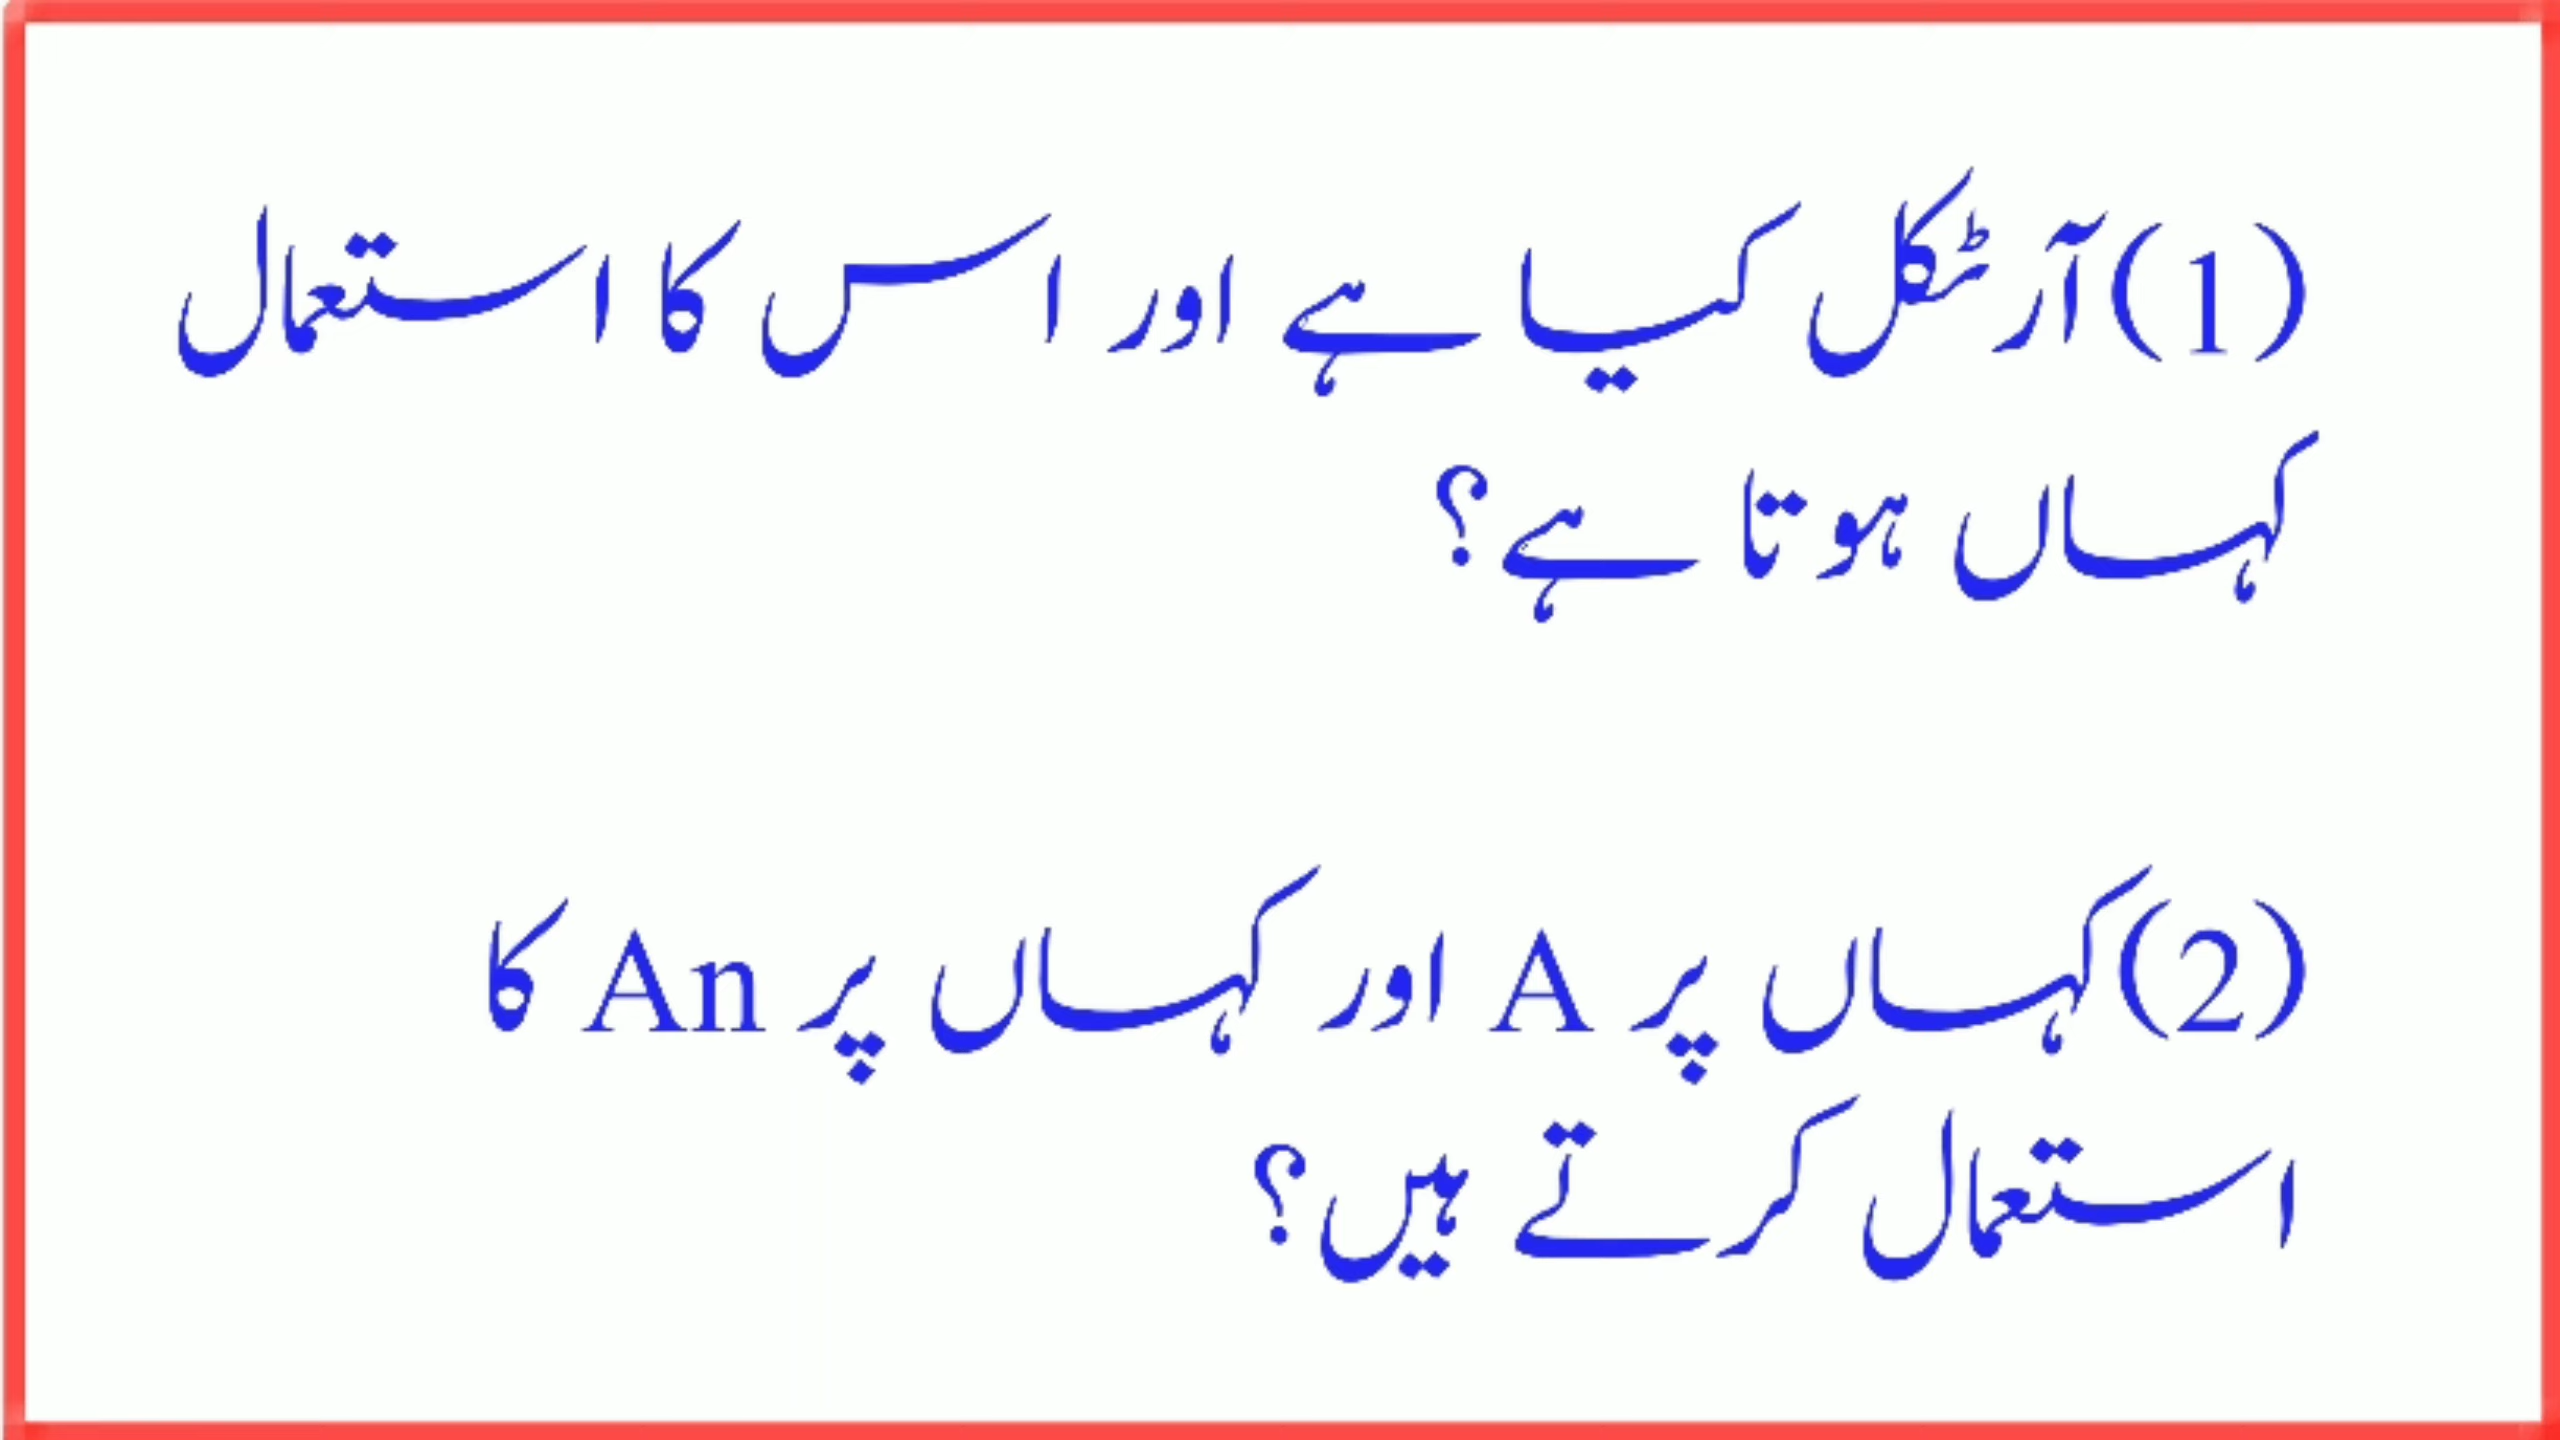 (1)آرٹکل کیا ہے اور اس کا استعمال
کہاں ہوتا ہے؟
(2)کہاں پر A اور کہاں پر An کا
استعمال کرتے ہیں؟